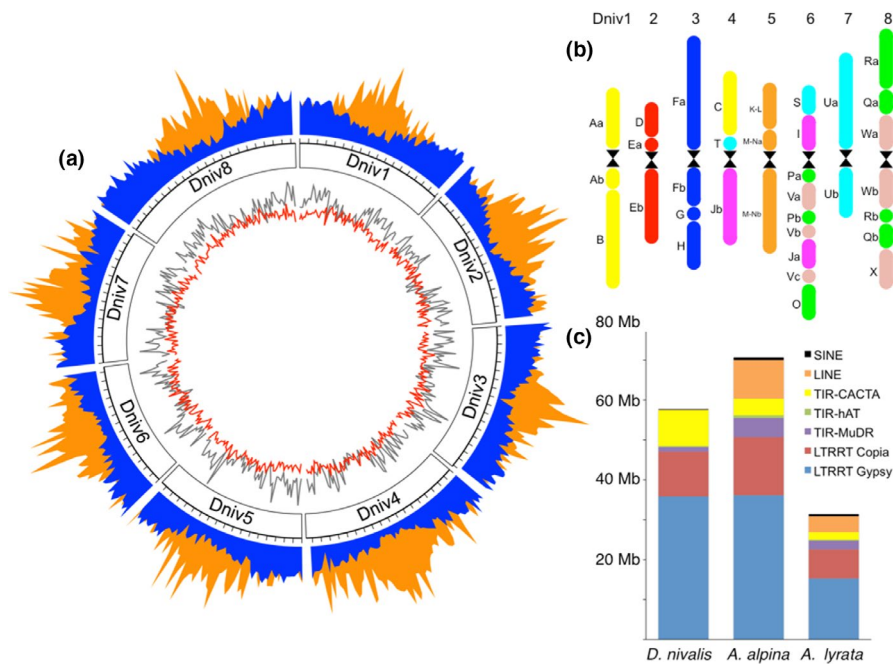 (a)
Dniv1
Dniv2
Dniv3
Dniv4
Dniv5
Dniv6
Dniv7
Dniv8
(b)
Dniv1 2 3 4 5 6 7 8
Aa
Ab
B
D
Ea
Eb
Fa
Fb
G
H
C
T
Jb
K-L
M-Na
M-Nb
S
I
Pa
Va
Pb
Vb
Ja
Vc
O
Ua
Ub
Ra
Qa
Wa
Wb
Rb
Qb
X
(c)
80 Mb
60 Mb
40 Mb
20 Mb
SINE
LINE
TIR-CACTA
TIR-hAT
TIR-MuDR
LTRRT Copia
LTRRT Gypsy
D. nivalis A. alpina A. lyrata